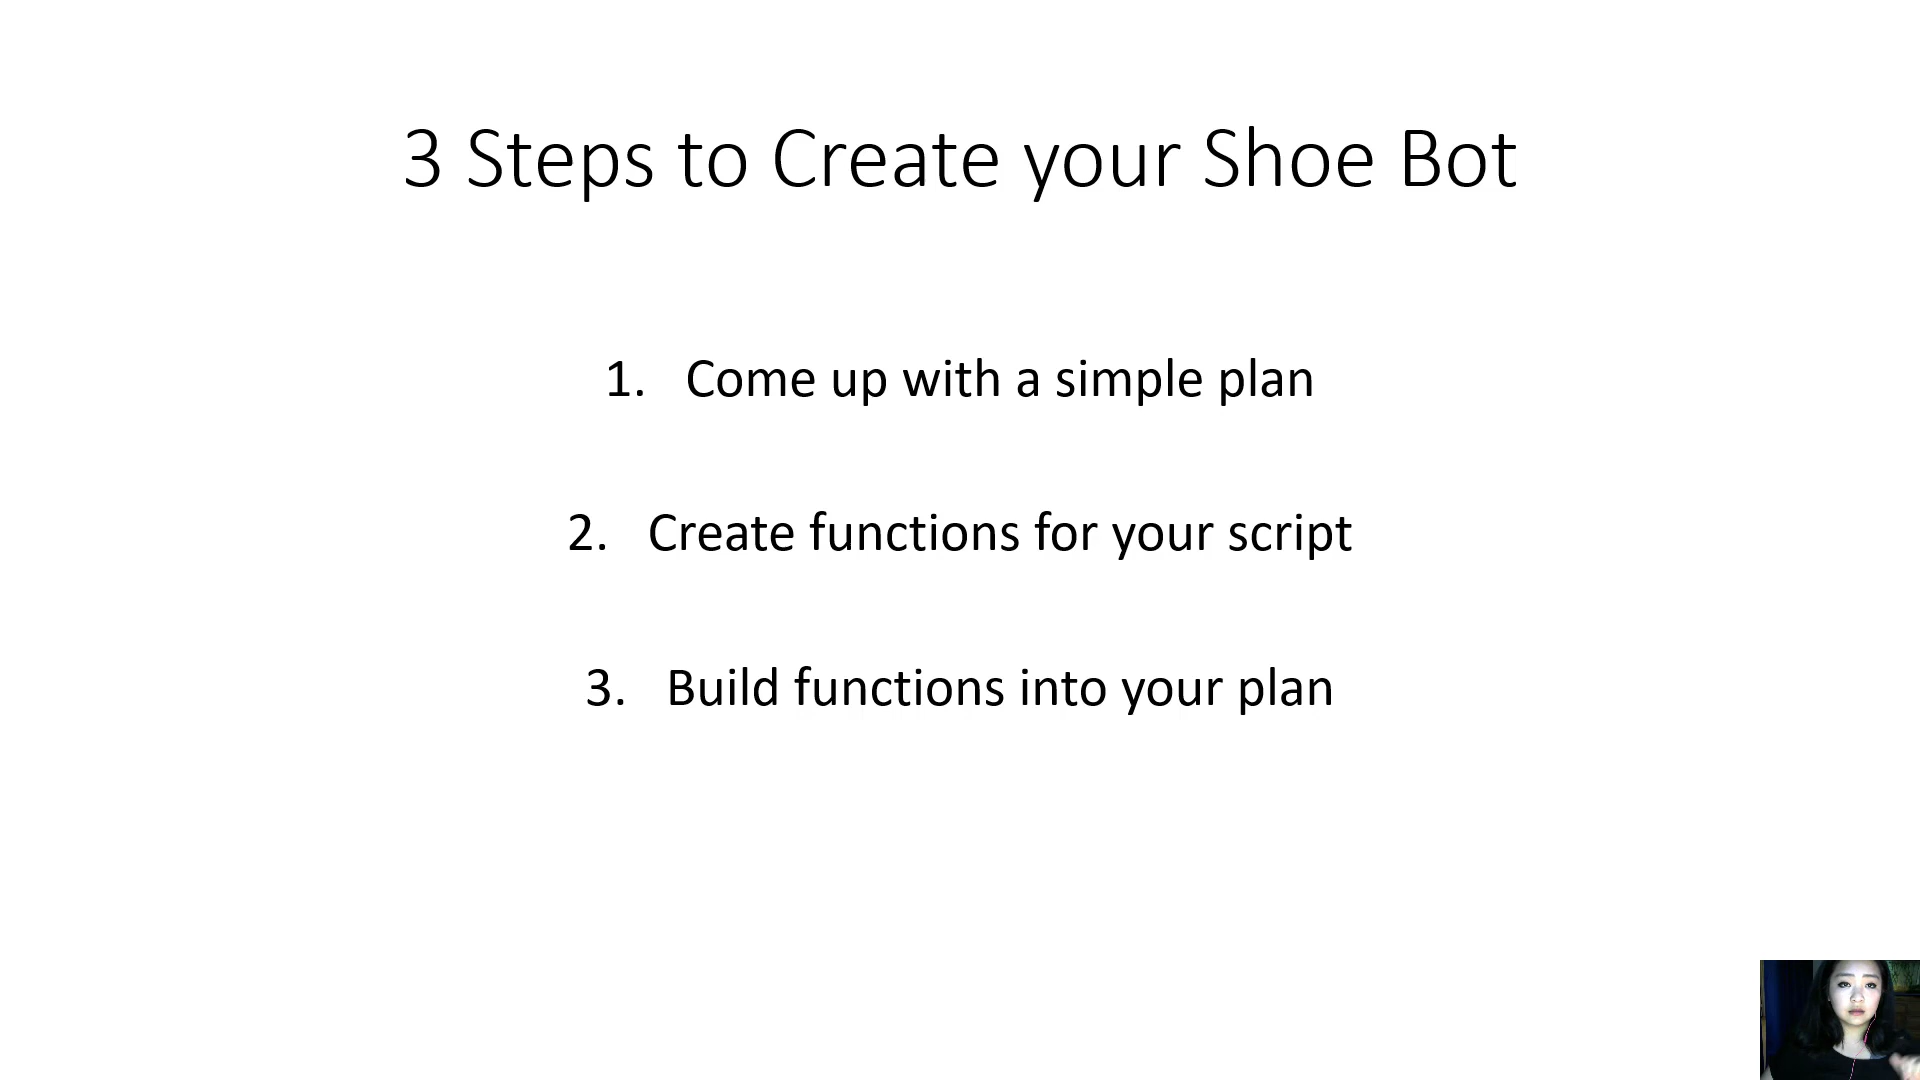 3 Steps to Create your Shoe Bot
1. Come up with a simple plan
2. Create functions for your script
3. Build functions into your plan